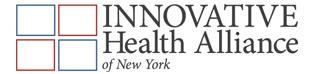 INNOVATIVE
Health Alliance
of New York